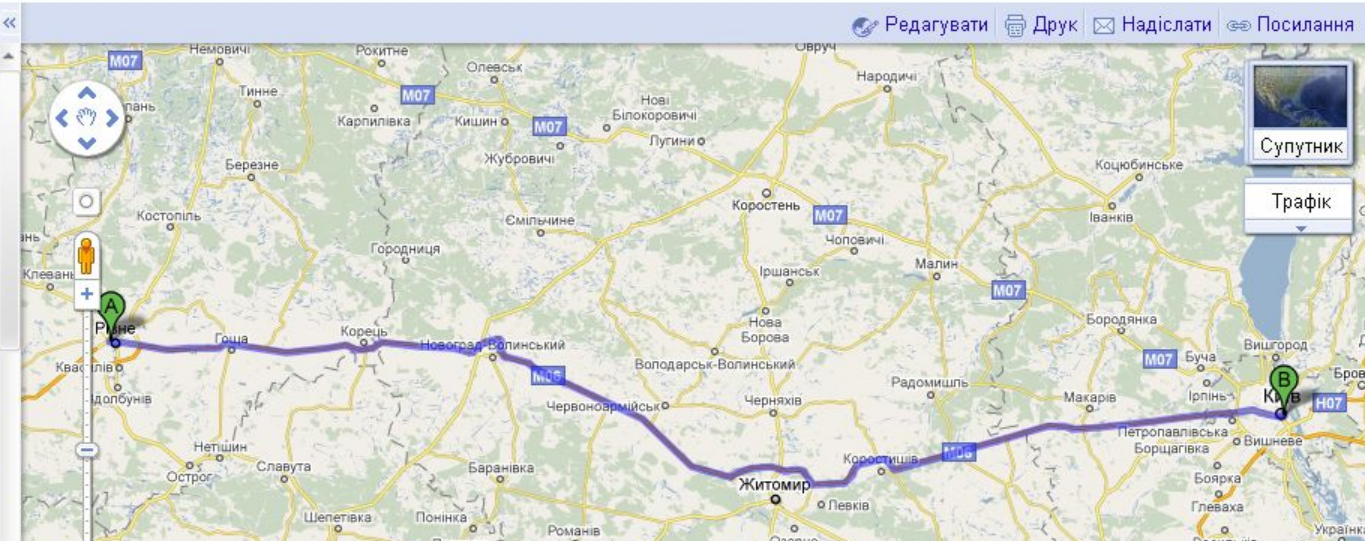 «
Редагувати
Друк
Надіслати
Посилання
Немовичі
Рокитне
Овруч
M07
Олевськ
Народичі
Тинне
M07
Нові
Білокоровичі
Карпилівка
Кишин
M07
Лугини
Супутник
Жубровичі
Березне
Коцюбинське
Трафік
Костопіль
Коростень
M07
Іванків
Ємільчине
Городниця
Чоповичі
Клевань
Іршанськ
Малин
M07
A
Рівне
Гоща
Корець
Новоград-Волинський
Нова
Борова
Бородянка
Вишгород
M07
Буча
Володарськ-Волинський
Квасилів
M06
Радомишль
B
Київ
H07
Здолбунів
Червоноармійськ
Черняхів
Макарів
Ірпінь
Петропавлівська
Борщагівка
Вишневе
Нетішин
M06
Острог
Славута
Баранівка
Коростишів
Боярка
Житомир
Левків
Глеваха
Шепетівка
Понінка
Романів